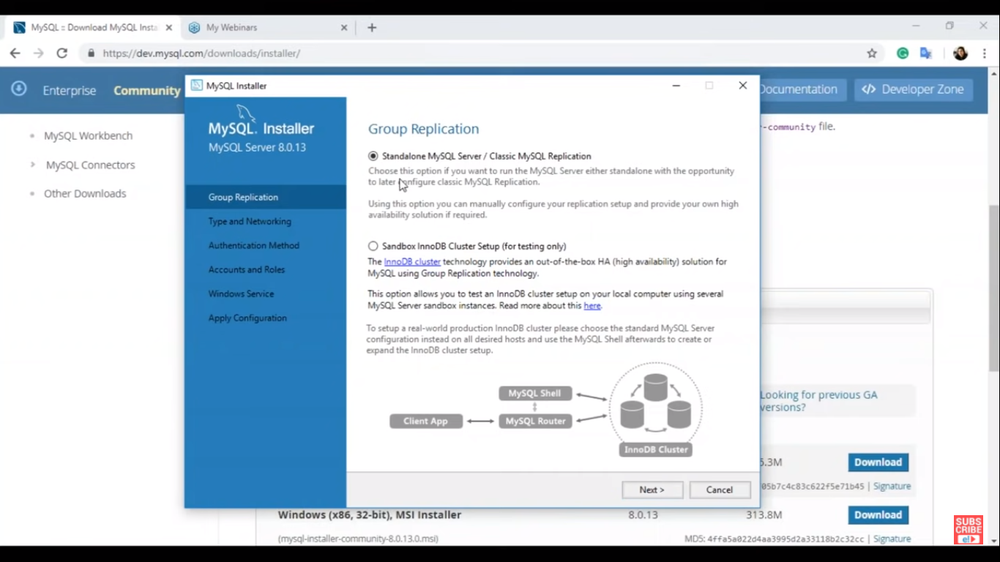 MySQL :: Download MySQL Insta
My Webinars
https://dev.mysql.com/downloads/installer/
Enterprise
Community
Documentation
Developer Zone
MySQL Workbench
MySQL Connectors
Other Downloads
-community file.
MySQL Installer
MySQL. Installer
MySQL Server 8.0.13
Group Replication
Type and Networking
Authentication Method
Accounts and Roles
Windows Service
Apply Configuration
Group Replication
Standalone MySQL Server / Classic MySQL Replication
Choose this option if you want to run the MySQL Server either standalone with the opportunity
to later configure classic MySQL Replication.
Using this option you can manually configure your replication setup and provide your own high
availability solution if required.
Sandbox InnoDB Cluster Setup (for testing only)
The InnoDB cluster technology provides an out-of-the-box HA (high availability) solution for
MySQL using Group Replication technology.
This option allows you to test an InnoDB cluster setup on your local computer using several
MySQL Server sandbox instances. Read more about this here.
To setup a real-world production InnoDB cluster please choose the standard MySQL Server
configuration instead on all desired hosts and use the MySQL Shell afterwards to create or
expand the InnoDB cluster setup.
MySQL Shell
Client App
MySQL Router
InnoDB Cluster
Next >
Cancel
Looking for previous GA
versions?
5.3M
Download
05b7c4c83c622f5e71b45 | Signature
Windows (x86, 32-bit), MSI Installer
8.0.13
313.8M
Download
(mysql-installer-community-8.0.13.0.msi)
MD5: 4ffa5a022d4aa3995d2a33118b2c32cc | Signature
SUBS
CRIBE
e!